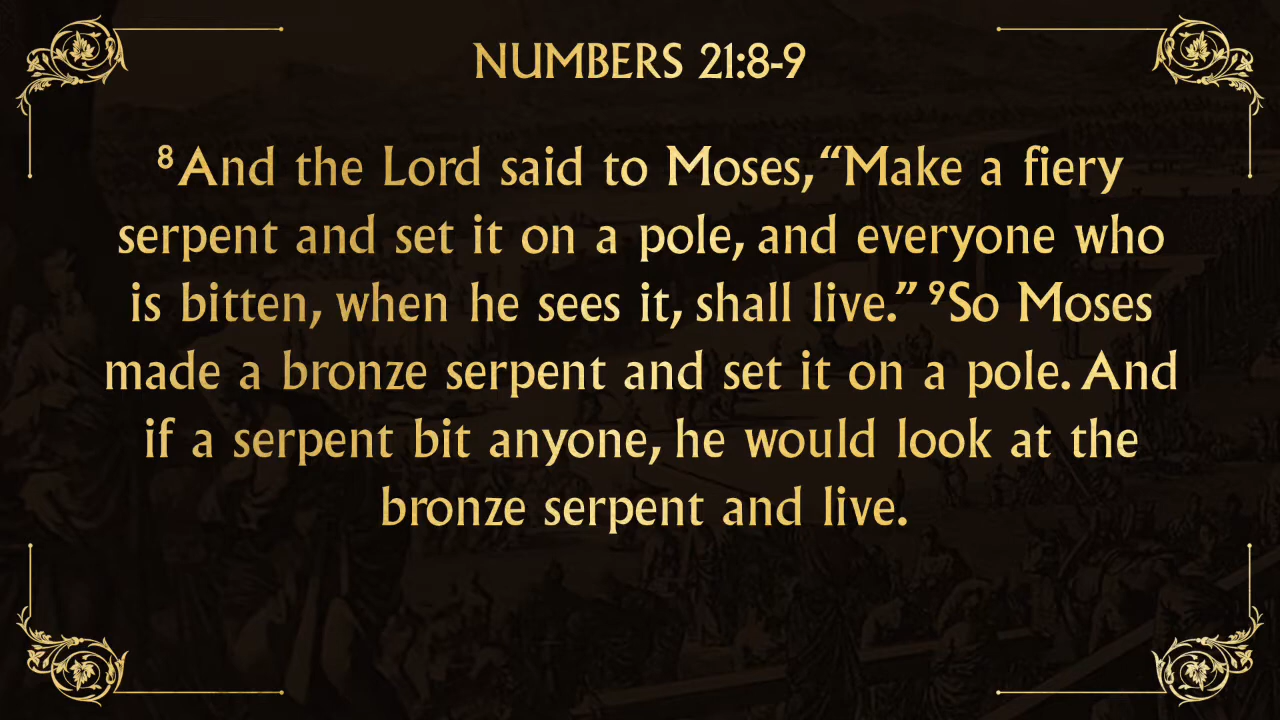 NUMBERS 21:8-9
⁸And the Lord said to Moses, “Make a fiery
serpent and set it on a pole, and everyone who
is bitten, when he sees it, shall live.” ⁹So Moses
made a bronze serpent and set it on a pole. And
if a serpent bit anyone, he would look at the
bronze serpent and live.